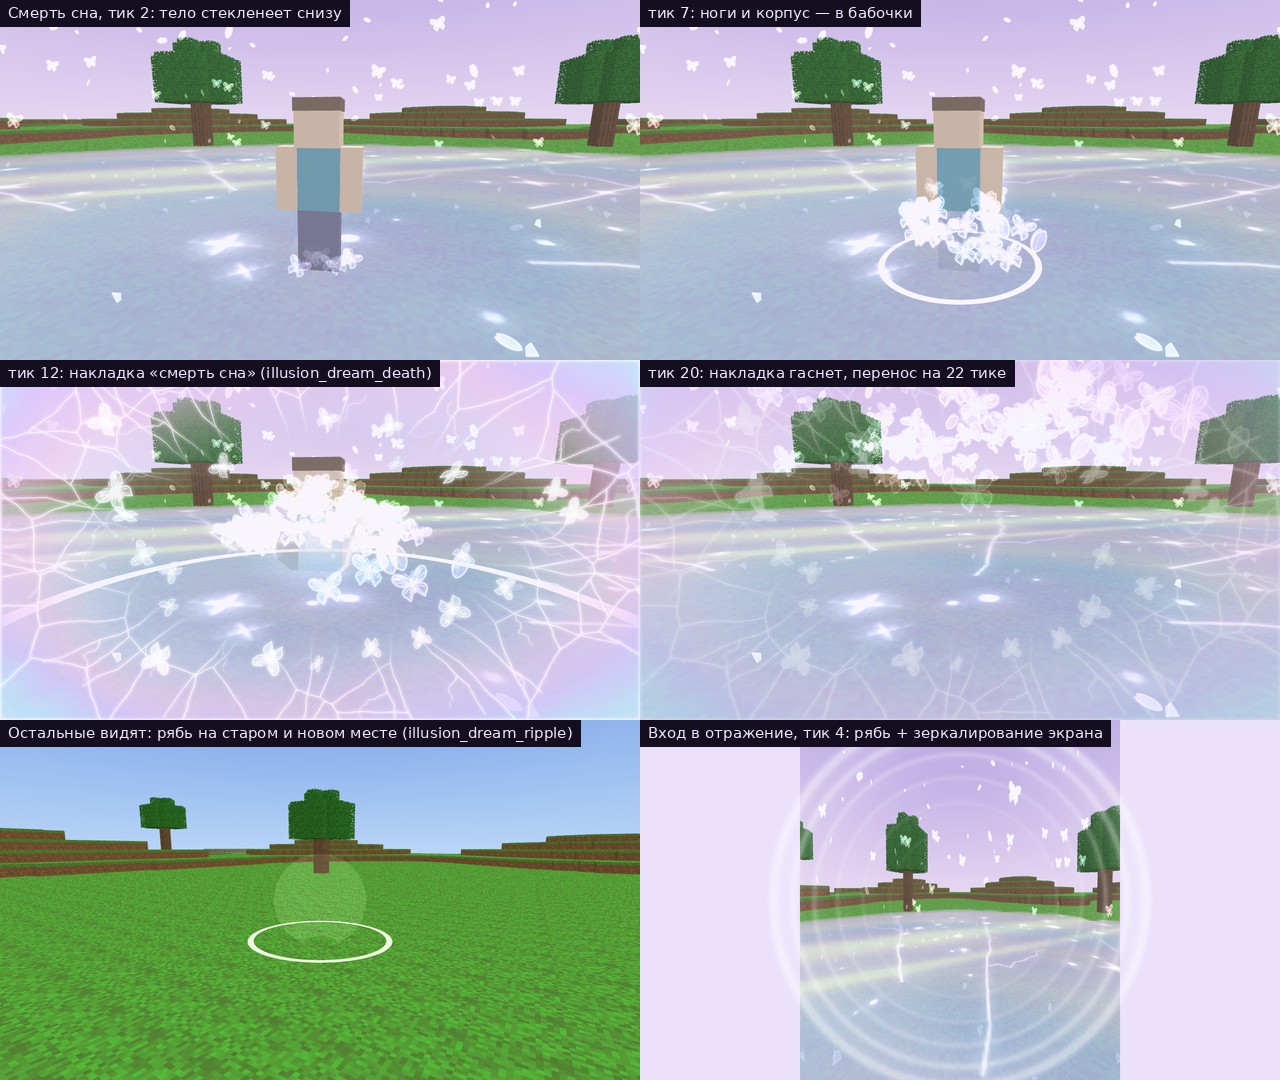 Смерть сна, тик 2: тело стекленеет снизу
тик 7: ноги и корпус — в бабочки
тик 12: накладка «смерть сна» (illusion_dream_death)
тик 20: накладка гаснет, перенос на 22 тике
Остальные видят: рябь на старом и новом месте (illusion_dream_ripple)
Вход в отражение, тик 4: рябь + зеркалирование экрана